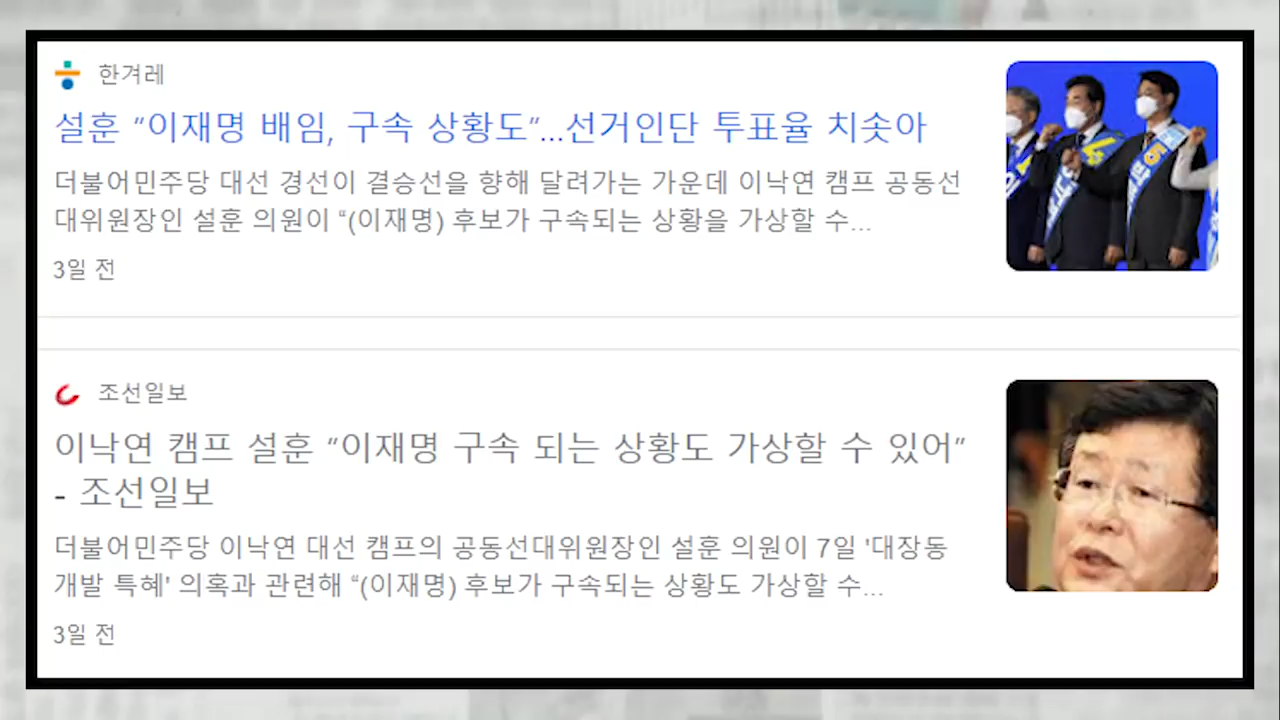 한겨레
설훈 "이재명 배임, 구속 상황도"...선거인단 투표율 치솟아
더불어민주당 대선 경선이 결승선을 향해 달려가는 가운데 이낙연 캠프 공동선
대위원장인 설훈 의원이 “(이재명) 후보가 구속되는 상황을 가상할 수...
3일 전
조선일보
이낙연 캠프 설훈 "이재명 구속 되는 상황도 가상할 수 있어"
- 조선일보
더불어민주당 이낙연 대선 캠프의 공동선대위원장인 설훈 의원이 7일 '대장동
개발 특혜' 의혹과 관련해 “(이재명) 후보가 구속되는 상황도 가상할 수...
3일 전